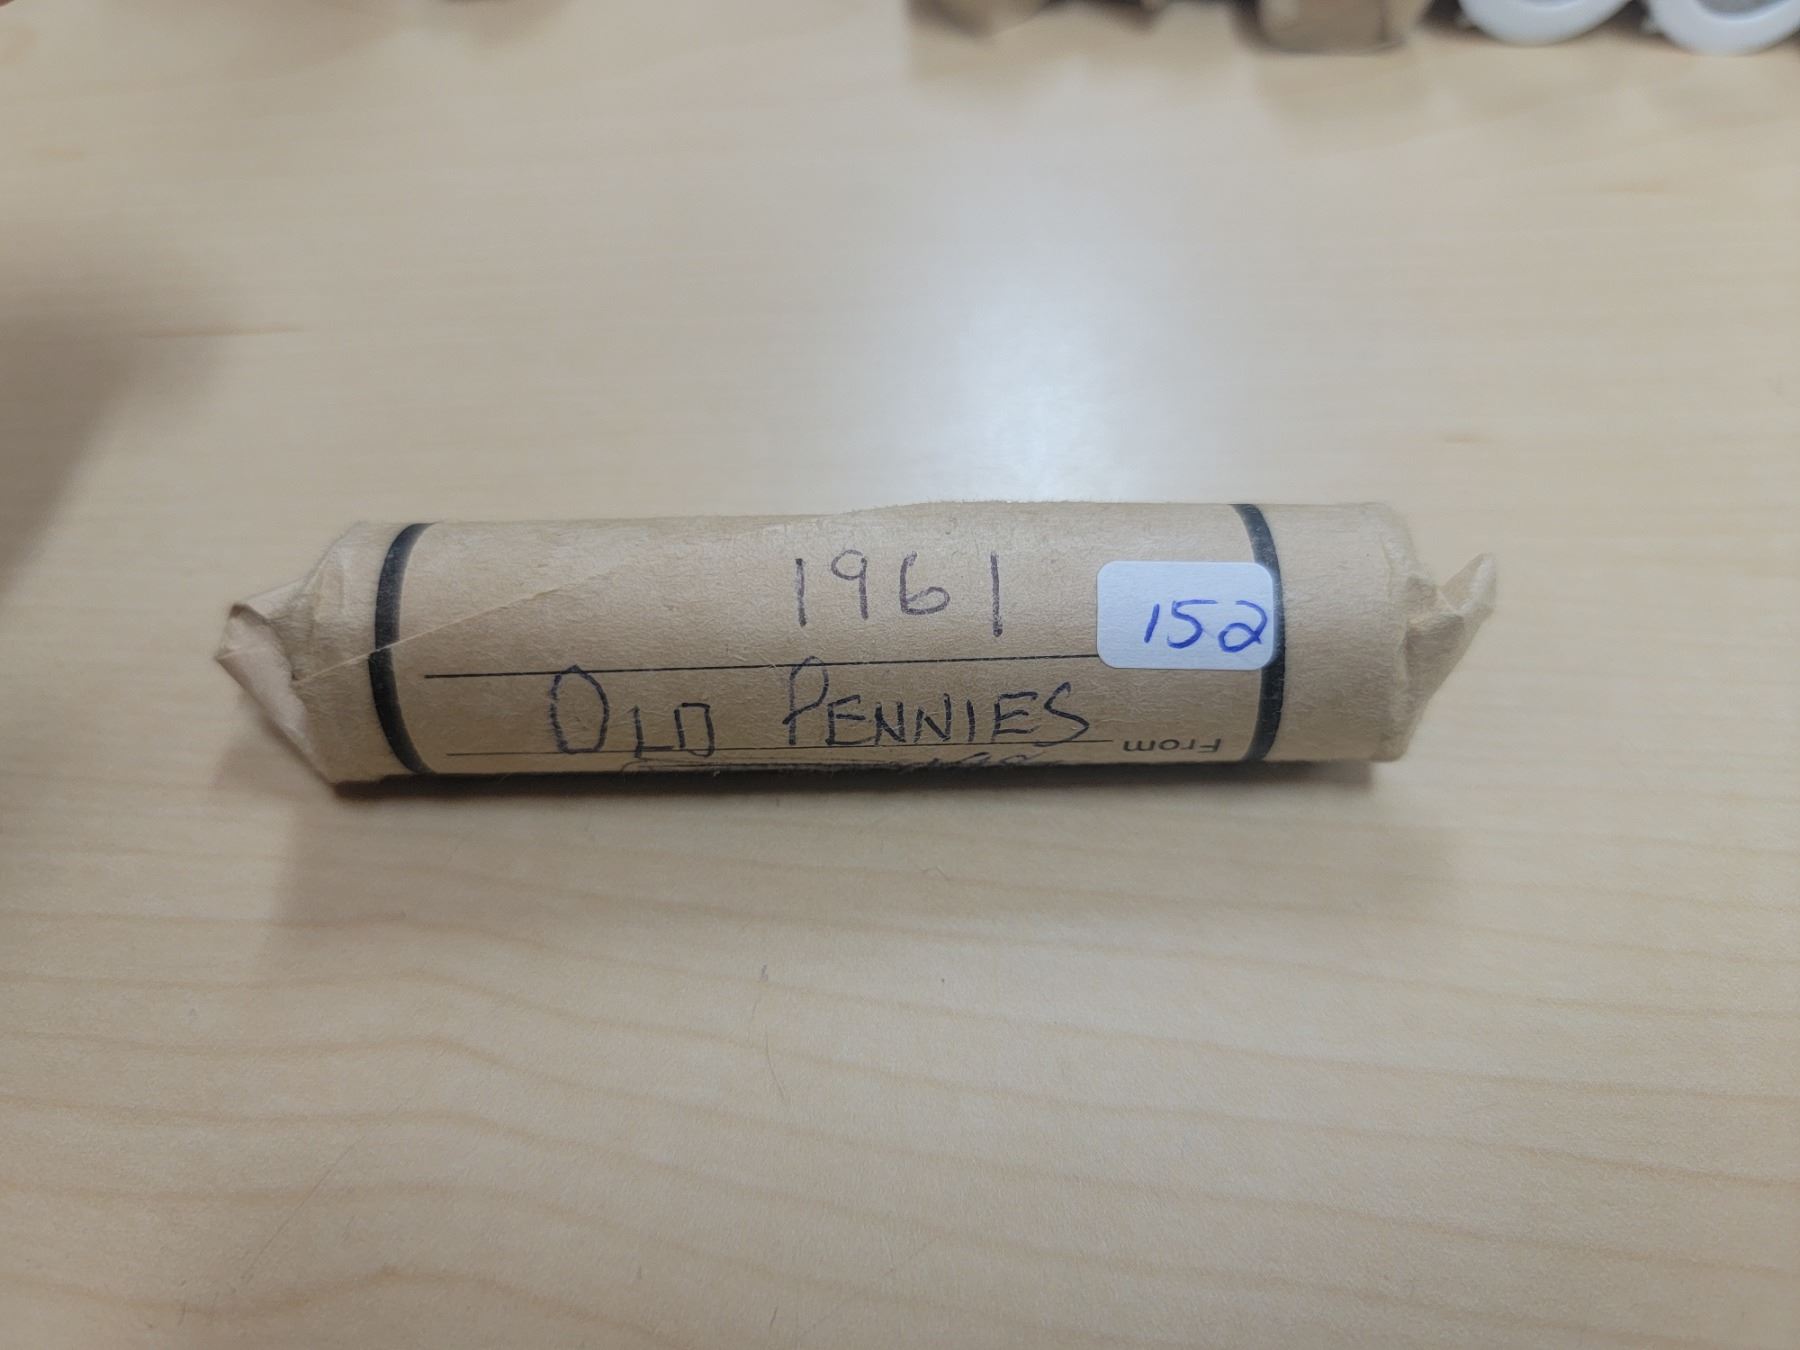 1961
152
OLD PENNIES
From